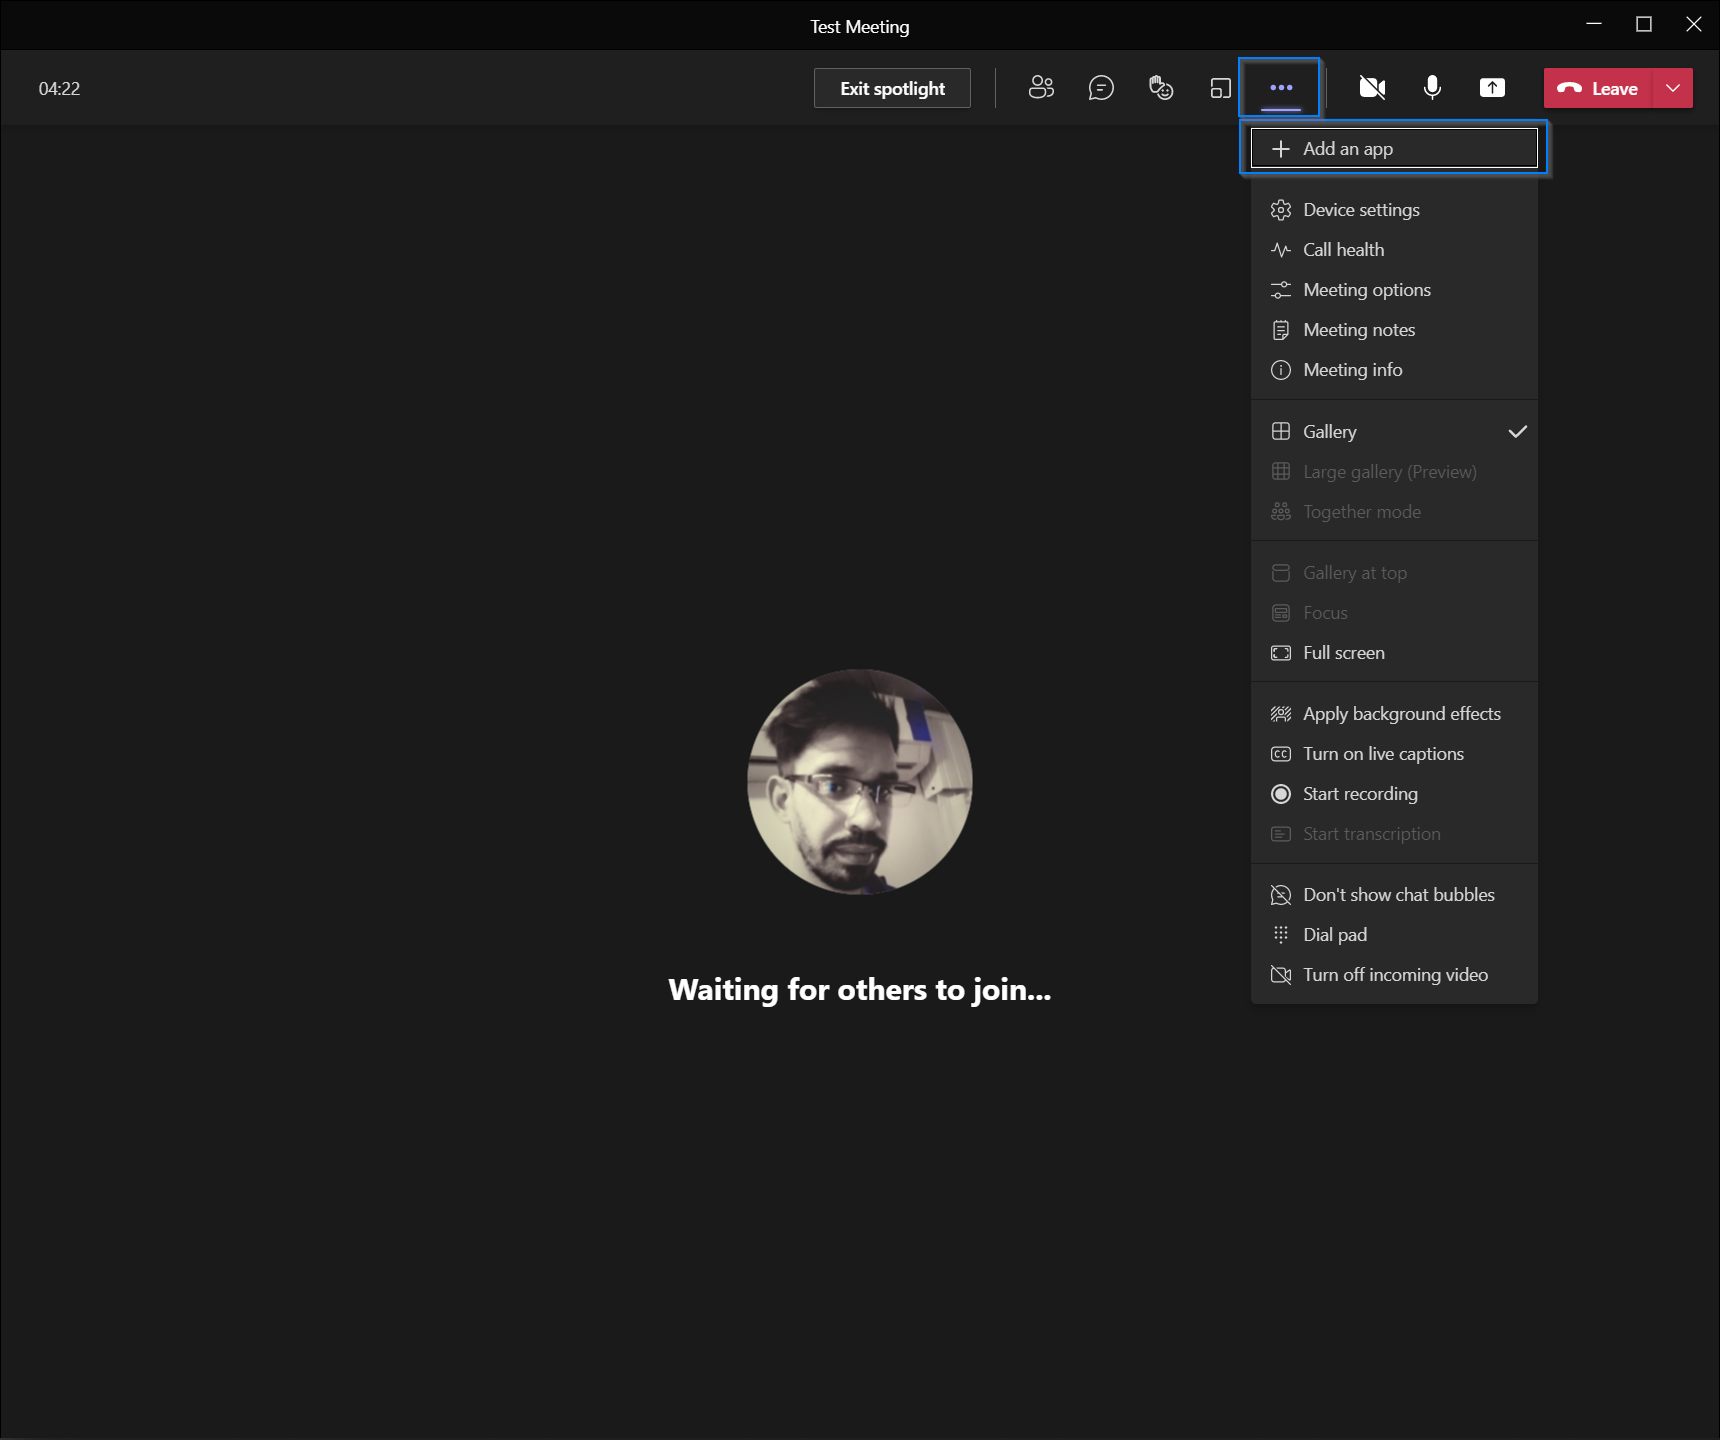 Test Meeting
04:22
Exit spotlight
Leave
Add an app
Device settings
Call health
Meeting options
Meeting notes
Meeting info
Gallery
Large gallery (Preview)
Together mode
Gallery at top
Focus
Full screen
Apply background effects
CC Turn on live captions
Start recording
Start transcription
Don't show chat bubbles
Dial pad
Turn off incoming video
Waiting for others to join...